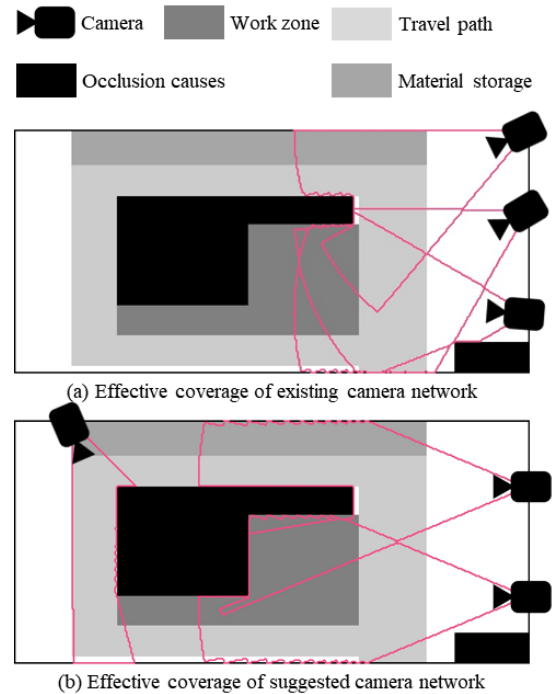 Camera
Work zone
Travel path
Occlusion causes
Material storage
(a) Effective coverage of existing camera network
(b) Effective coverage of suggested camera network